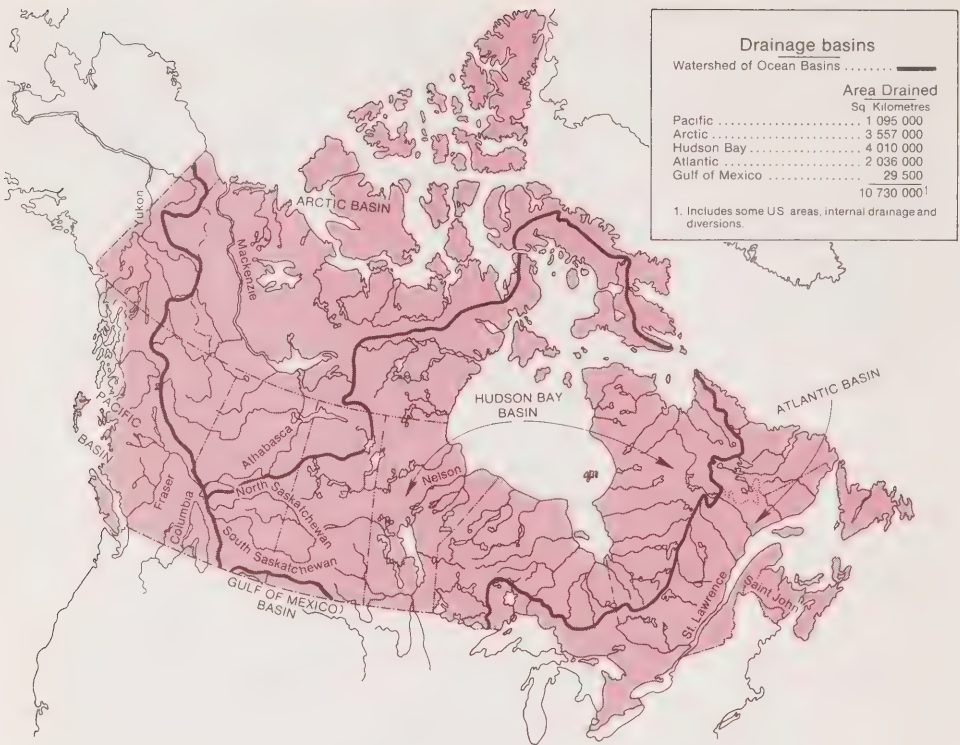 Drainage basins
Watershed of Ocean Basins ........
Area Drained
Sq Kilometres
Pacific ........................ 1 095 000
Arctic ........................ 3 557 000
Hudson Bay .................. 4 010 000
Atlantic ...................... 2 036 000
Gulf of Mexico ................ 29 500
10 730 000¹
1. Includes some US areas, internal drainage and
diversions.
ARCTIC BASIN
Yukon
Mackenzie
HUDSON BAY
BASIN
ATLANTIC BASIN
PACIFIC
BASIN
Athabasca
Nelson
North Saskatchewan
Fraser
Columbia
South Saskatchewan
GULF OF MEXICO
BASIN
St. Lawrence
Saint John